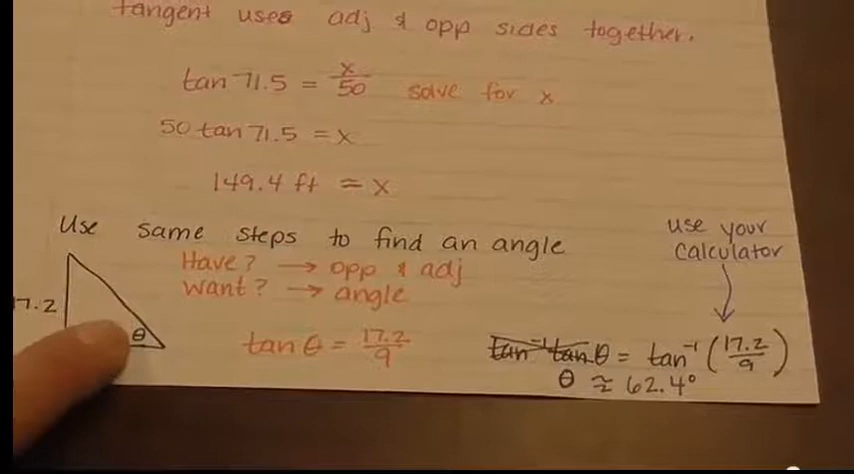 tangent uses adj & opp sides together.
tan 71.5 = x/50 solve for x
50 tan 71.5 = x
149.4 ft ≈ x
Use same steps to find an angle
use your calculator
Have? → opp & adj
Want? → angle
7.2
θ
tan θ = 17.2/9
tan⁻¹ tan θ = tan⁻¹ (17.2/9)
θ ≈ 62.4°